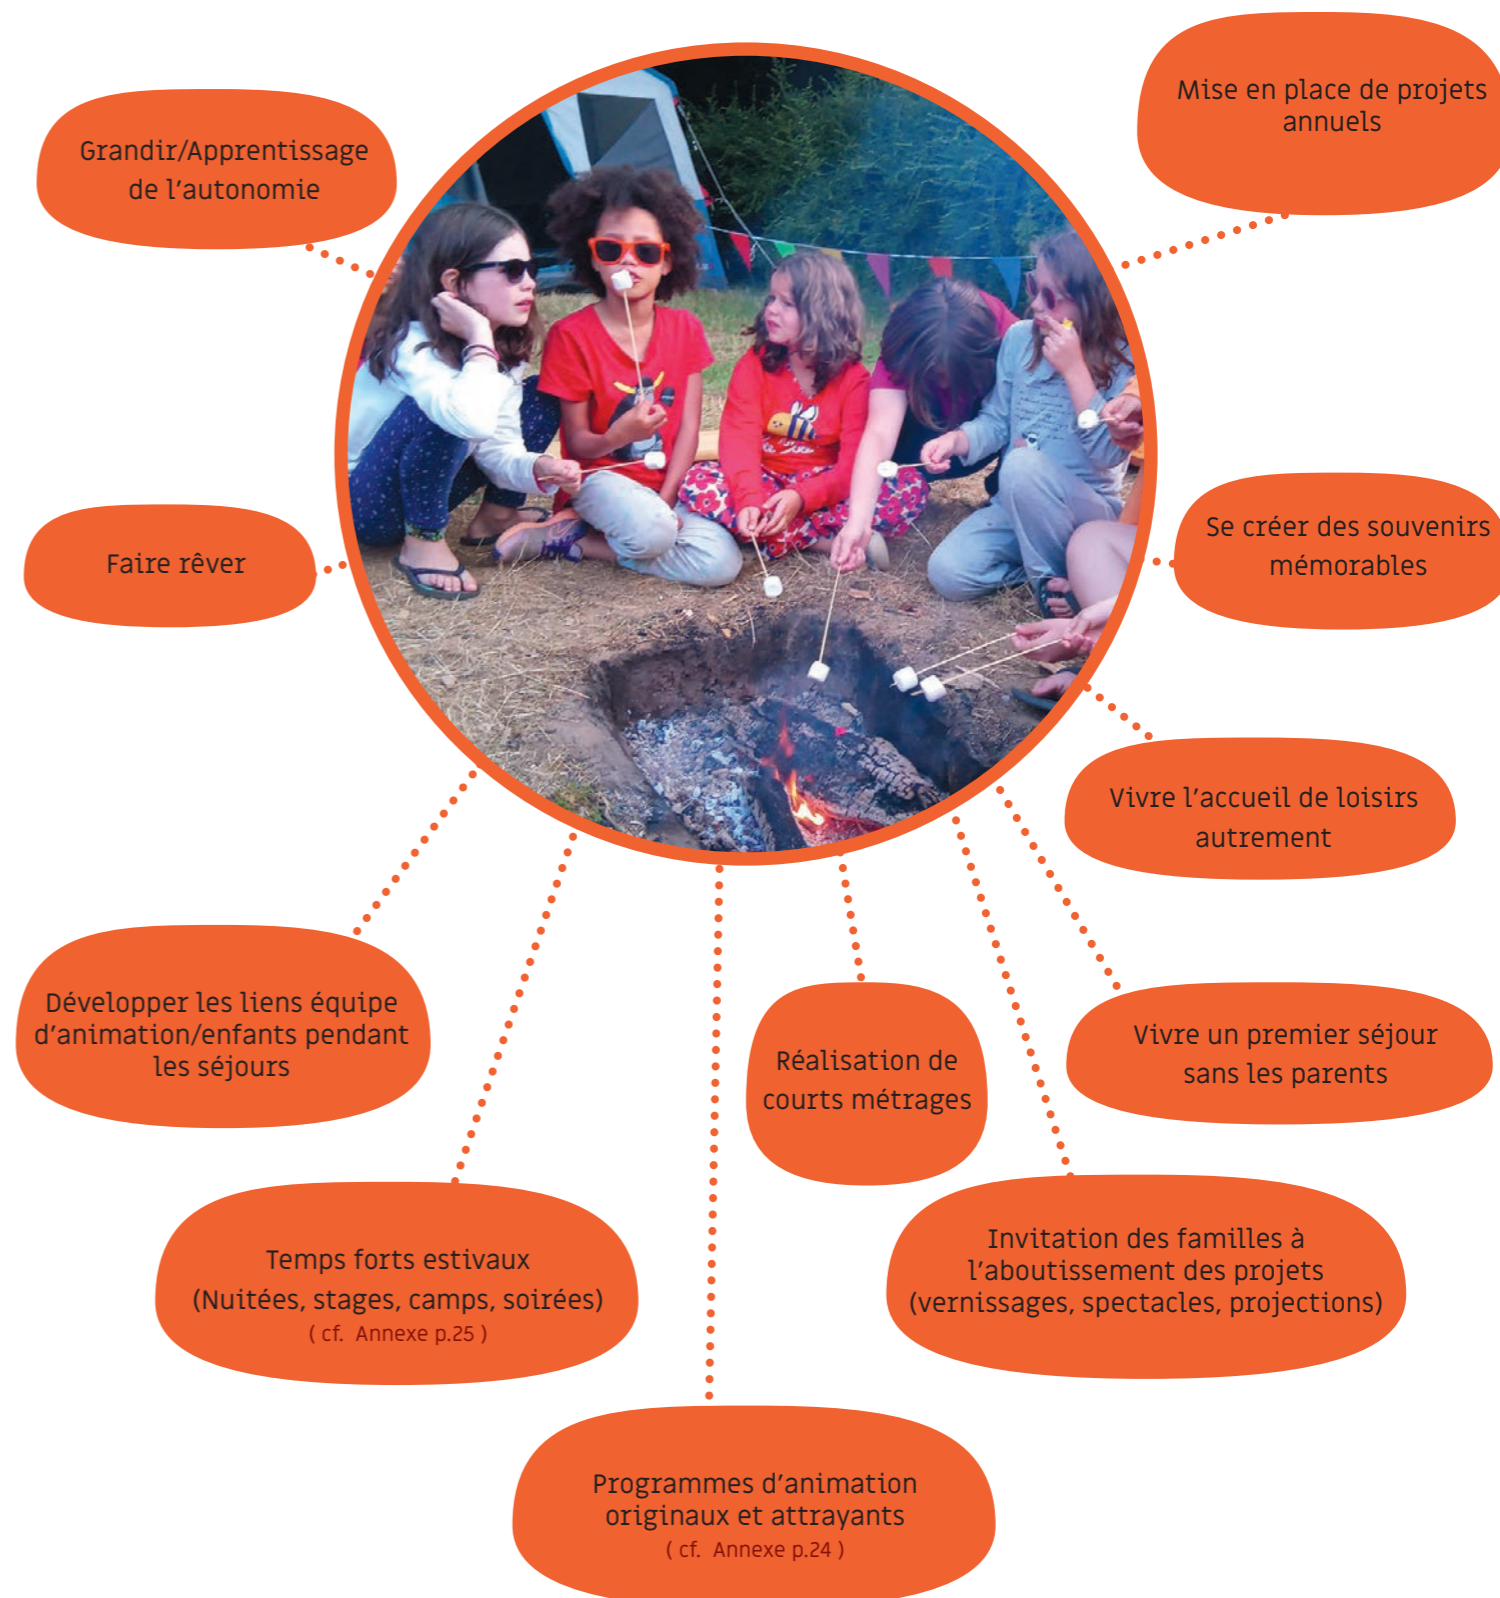 Mise en place de projets
annuels
Grandir/Apprentissage
de l'autonomie
Se créer des souvenirs
mémorables
Faire rêver
Vivre l'accueil de loisirs
autrement
Développer les liens équipe
d'animation/enfants pendant
les séjours
Réalisation de
courts métrages
Vivre un premier séjour
sans les parents
Temps forts estivaux
(Nuitées, stages, camps, soirées)
( cf. Annexe p.25 )
Invitation des familles à
l'aboutissement des projets
(vernissages, spectacles, projections)
Programmes d'animation
originaux et attrayants
( cf. Annexe p.24 )